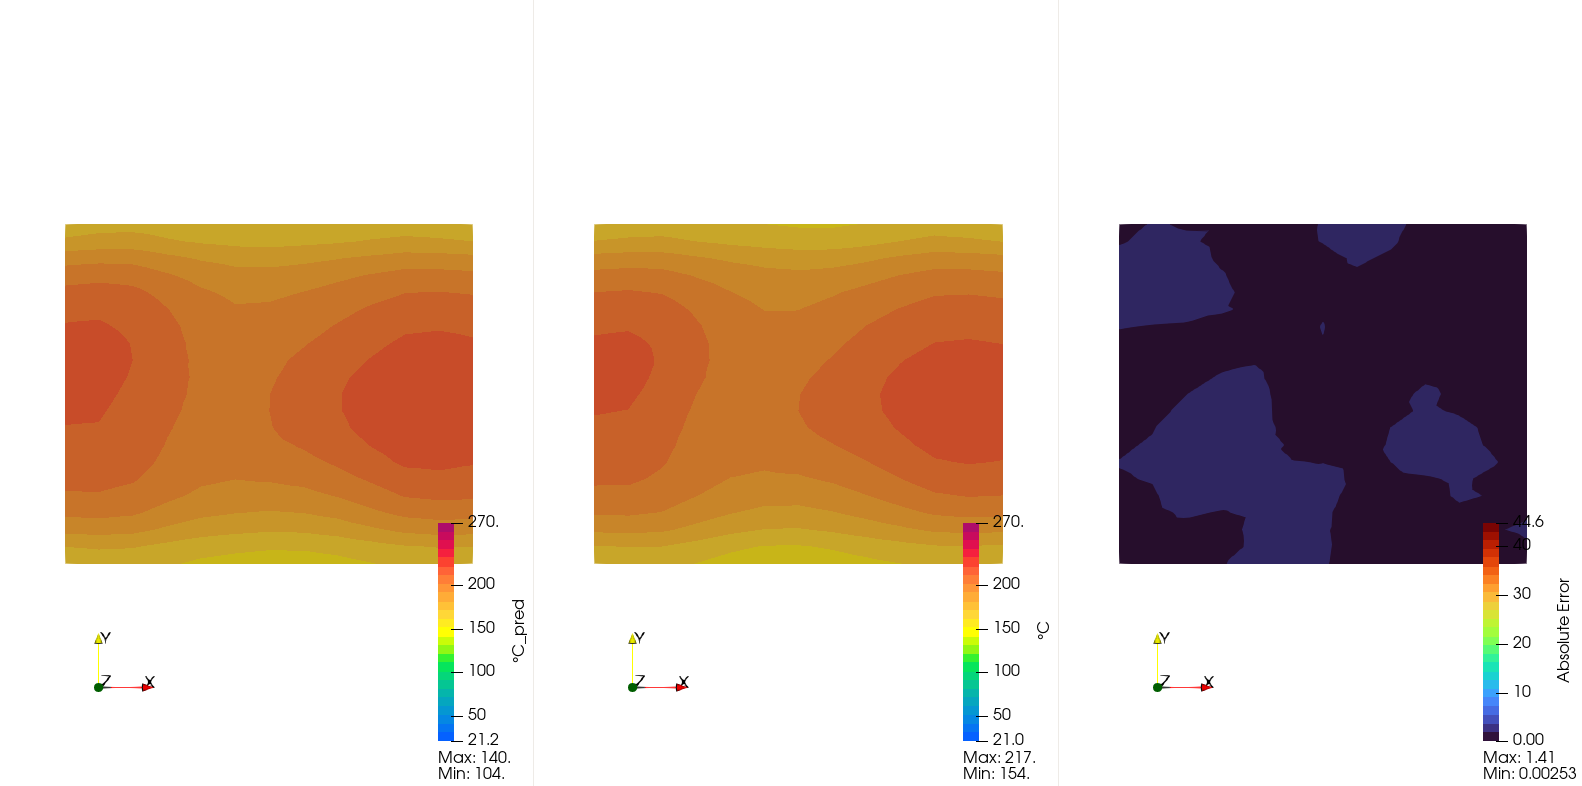 270.
200
150
100
50
21.2
°C_pred
Max: 140.
Min: 104.
Y
Z
X
270.
200
150
100
50
21.0
°C
Max: 217.
Min: 154.
Y
Z
X
44.6
40
30
20
10
0.00
Absolute Error
Max: 1.41
Min: 0.00253
Y
Z
X